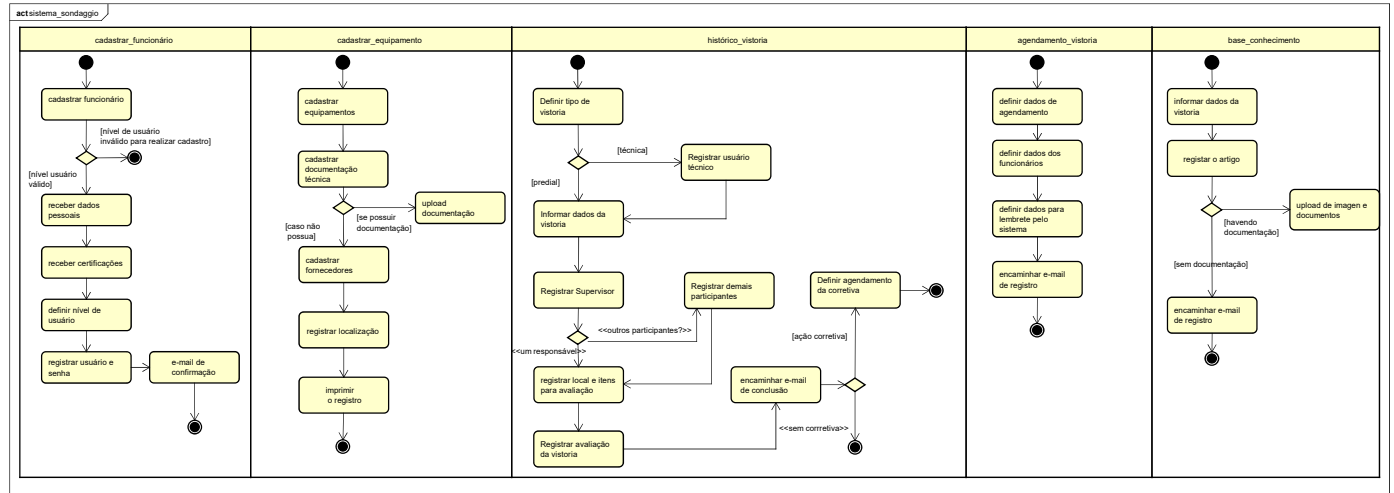 act sistema_sondaggio
cadastrar_funcionário
cadastrar funcionário
[nível de usuário
inválido para realizar cadastro]
[nível usuário
válido]
receber dados
pessoais
receber certificações
definir nível de
usuário
registrar usuário e
senha
e-mail de
confirmação
cadastrar_equipamento
cadastrar
equipamentos
cadastrar
documentação
técnica
upload
documentação
[se possuir
documentação]
[caso não
possua]
cadastrar
fornecedores
registrar localização
imprimir
o registro
histórico_vistoria
Definir tipo de
vistoria
[técnica]
Registrar usuário
técnico
[predial]
Informar dados da
vistoria
Registrar Supervisor
Registrar demais
participantes
<<outros participantes?>>
<<um responsável>>
registrar local e itens
para avaliação
Registrar avaliação
da vistoria
encaminhar e-mail
de conclusão
Definir agendamento
da corretiva
[ação corretiva]
<<sem corrretiva>>
agendamento_vistoria
definir dados de
agendamento
definir dados dos
funcionários
definir dados para
lembrete pelo
sistema
encaminhar e-mail
de registro
base_conhecimento
informar dados da
vistoria
registar o artigo
upload de imagen e
documentos
[havendo
documentação]
[sem documentação]
encaminhar e-mail
de registro